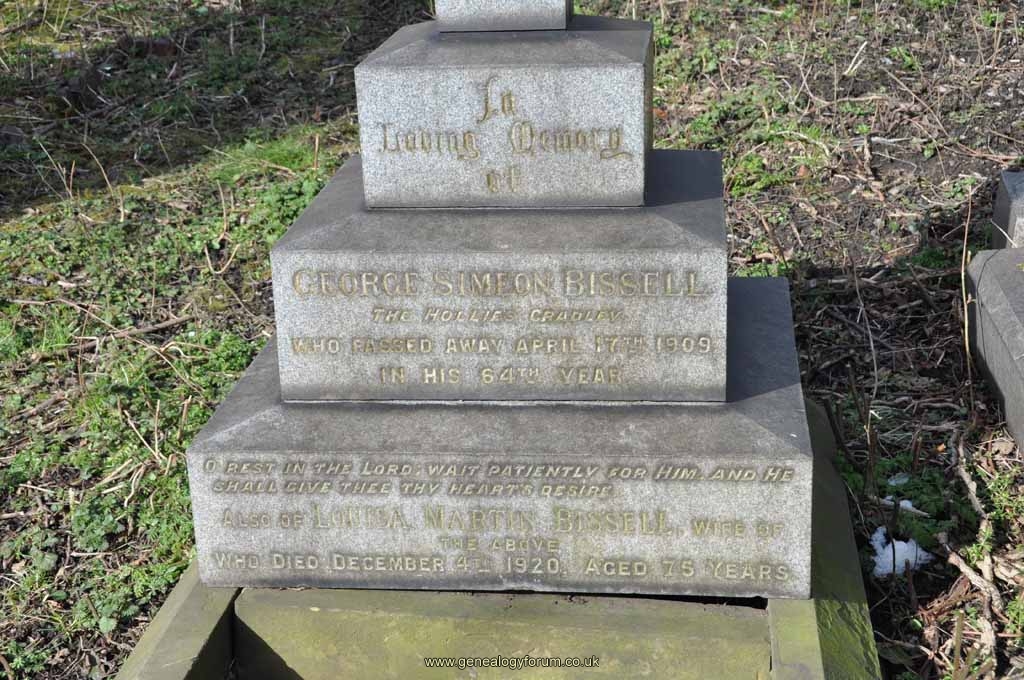 In
Loving Memory
of
GEORGE SIMEON BISSELL
THE HOLLIES CRADLEY
WHO PASSED AWAY APRIL 17TH 1909
IN HIS 64TH YEAR
O REST IN THE LORD; WAIT PATIENTLY FOR HIM, AND HE
SHALL GIVE THEE THY HEART'S DESIRE
ALSO OF LOUISA MARTIN BISSELL, WIFE OF
THE ABOVE
WHO DIED DECEMBER 4TH 1920. AGED 75 YEARS
www.genealogyforum.co.uk